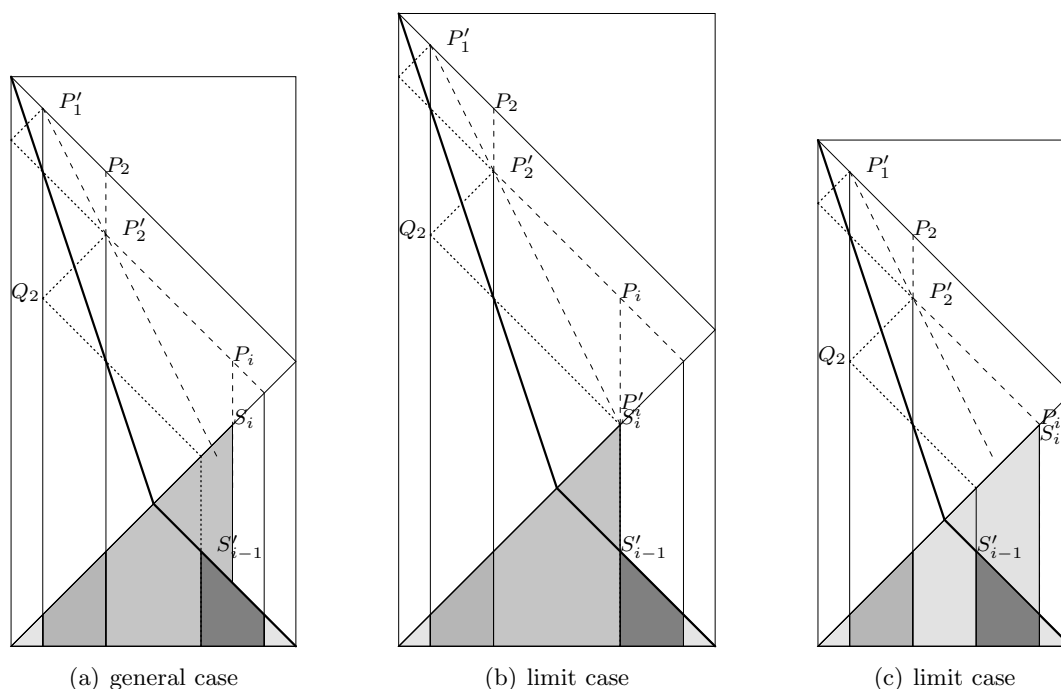 P′₁
P₂
P′₂
Q₂
Pᵢ
Sᵢ
S′ᵢ₋₁
(a) general case
P′₁
P₂
P′₂
Q₂
Pᵢ
P′ᵢ
Sᵢ
S′ᵢ₋₁
(b) limit case
P′₁
P₂
P′₂
Q₂
Pᵢ
Sᵢ
S′ᵢ₋₁
(c) limit case